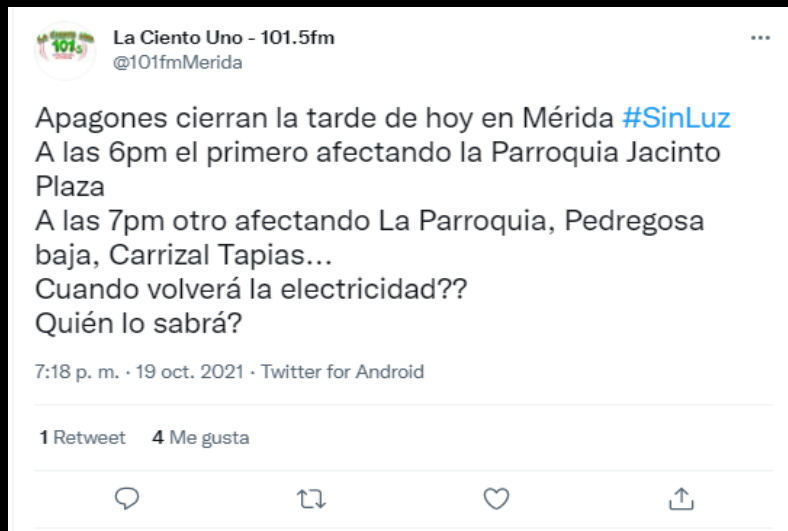 La Ciento Uno - 101.5fm
@101fmMerida
Apagones cierran la tarde de hoy en Mérida #SinLuz
A las 6pm el primero afectando la Parroquia Jacinto
Plaza
A las 7pm otro afectando La Parroquia, Pedregosa
baja, Carrizal Tapias...
Cuando volverá la electricidad??
Quién lo sabrá?
7:18 p. m. · 19 oct. 2021 · Twitter for Android
1 Retweet 4 Me gusta